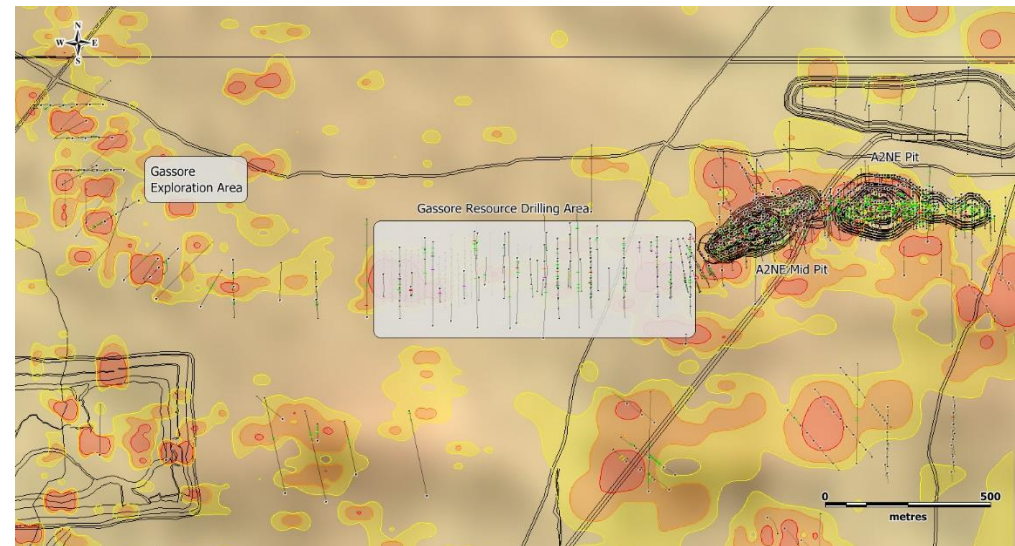 N
W E
S
Gassore
Exploration Area
Gassore Resource Drilling Area.
A2NE Pit
A2NE Mid Pit
0 500
metres